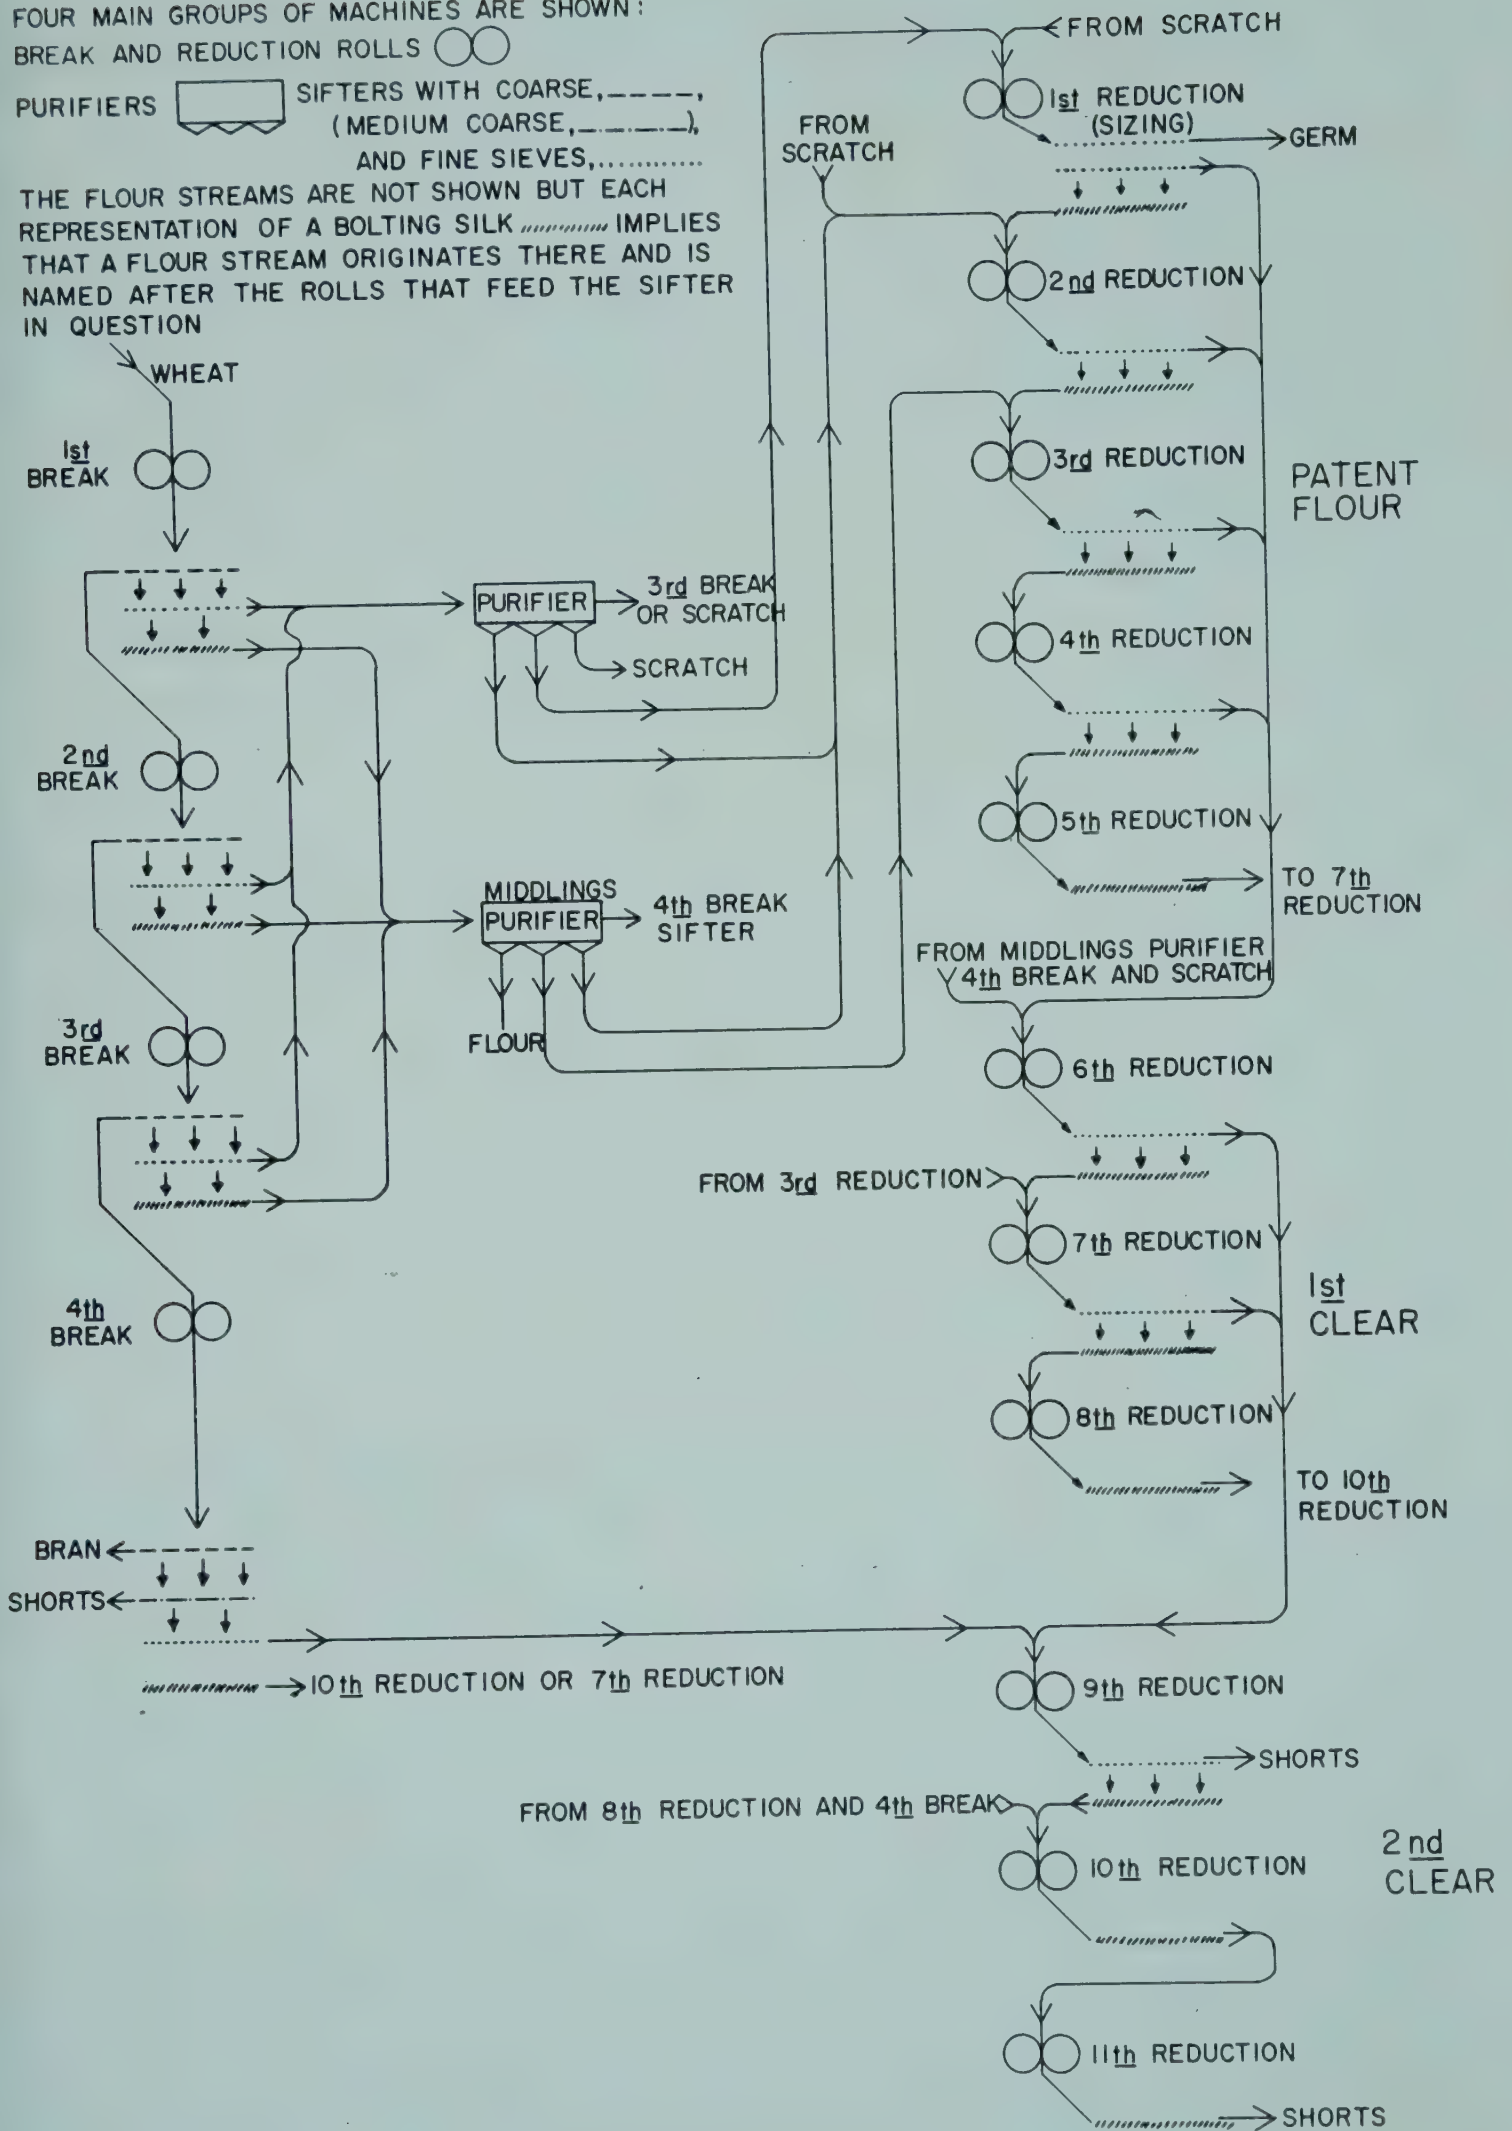 FOUR MAIN GROUPS OF MACHINES ARE SHOWN:
BREAK AND REDUCTION ROLLS
PURIFIERS
SIFTERS WITH COARSE,
(MEDIUM COARSE,),
AND FINE SIEVES,
THE FLOUR STREAMS ARE NOT SHOWN BUT EACH
REPRESENTATION OF A BOLTING SILK IMPLIES
THAT A FLOUR STREAM ORIGINATES THERE AND IS
NAMED AFTER THE ROLLS THAT FEED THE SIFTER
IN QUESTION
WHEAT
1st
BREAK
2nd
BREAK
3rd
BREAK
4th
BREAK
BRAN
SHORTS
10th REDUCTION OR 7th REDUCTION
PURIFIER
3rd BREAK
OR SCRATCH
SCRATCH
MIDDLINGS
PURIFIER
4th BREAK
SIFTER
FLOUR
FROM
SCRATCH
FROM SCRATCH
1st REDUCTION
(SIZING)
GERM
2nd REDUCTION
3rd REDUCTION
PATENT
FLOUR
4th REDUCTION
5th REDUCTION
TO 7th
REDUCTION
FROM MIDDLINGS PURIFIER
4th BREAK AND SCRATCH
6th REDUCTION
FROM 3rd REDUCTION
7th REDUCTION
1st
CLEAR
8th REDUCTION
TO 10th
REDUCTION
9th REDUCTION
SHORTS
FROM 8th REDUCTION AND 4th BREAK
10th REDUCTION
2nd
CLEAR
11th REDUCTION
SHORTS